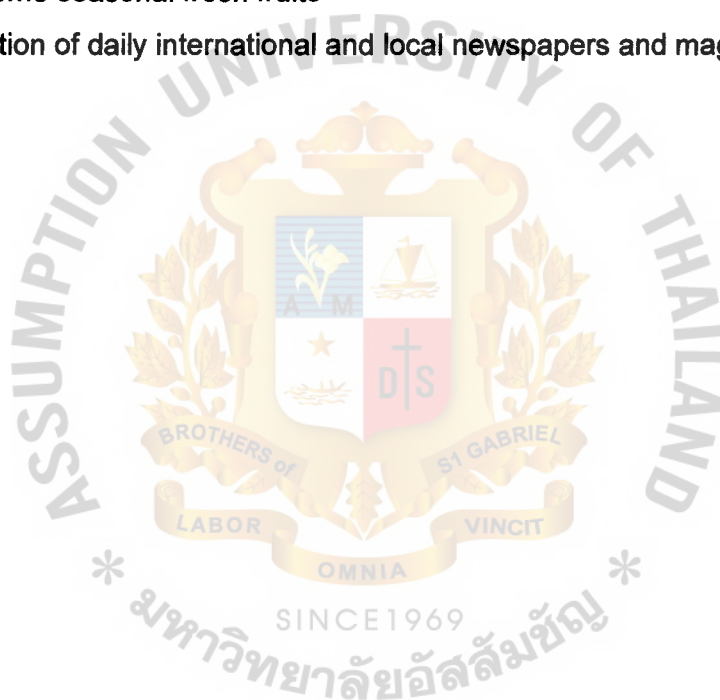 seasonal fresh fruits
tion of daily international and local newspapers and mag
ASSUMPTION UNIVERSITY OF THAILAND
A M
D S
BROTHERS of S1 GABRIEL
LABOR VINCIT
OMNIA
* SINCE1969 *
มหาวิทยาลัยอัสสัมชัญ